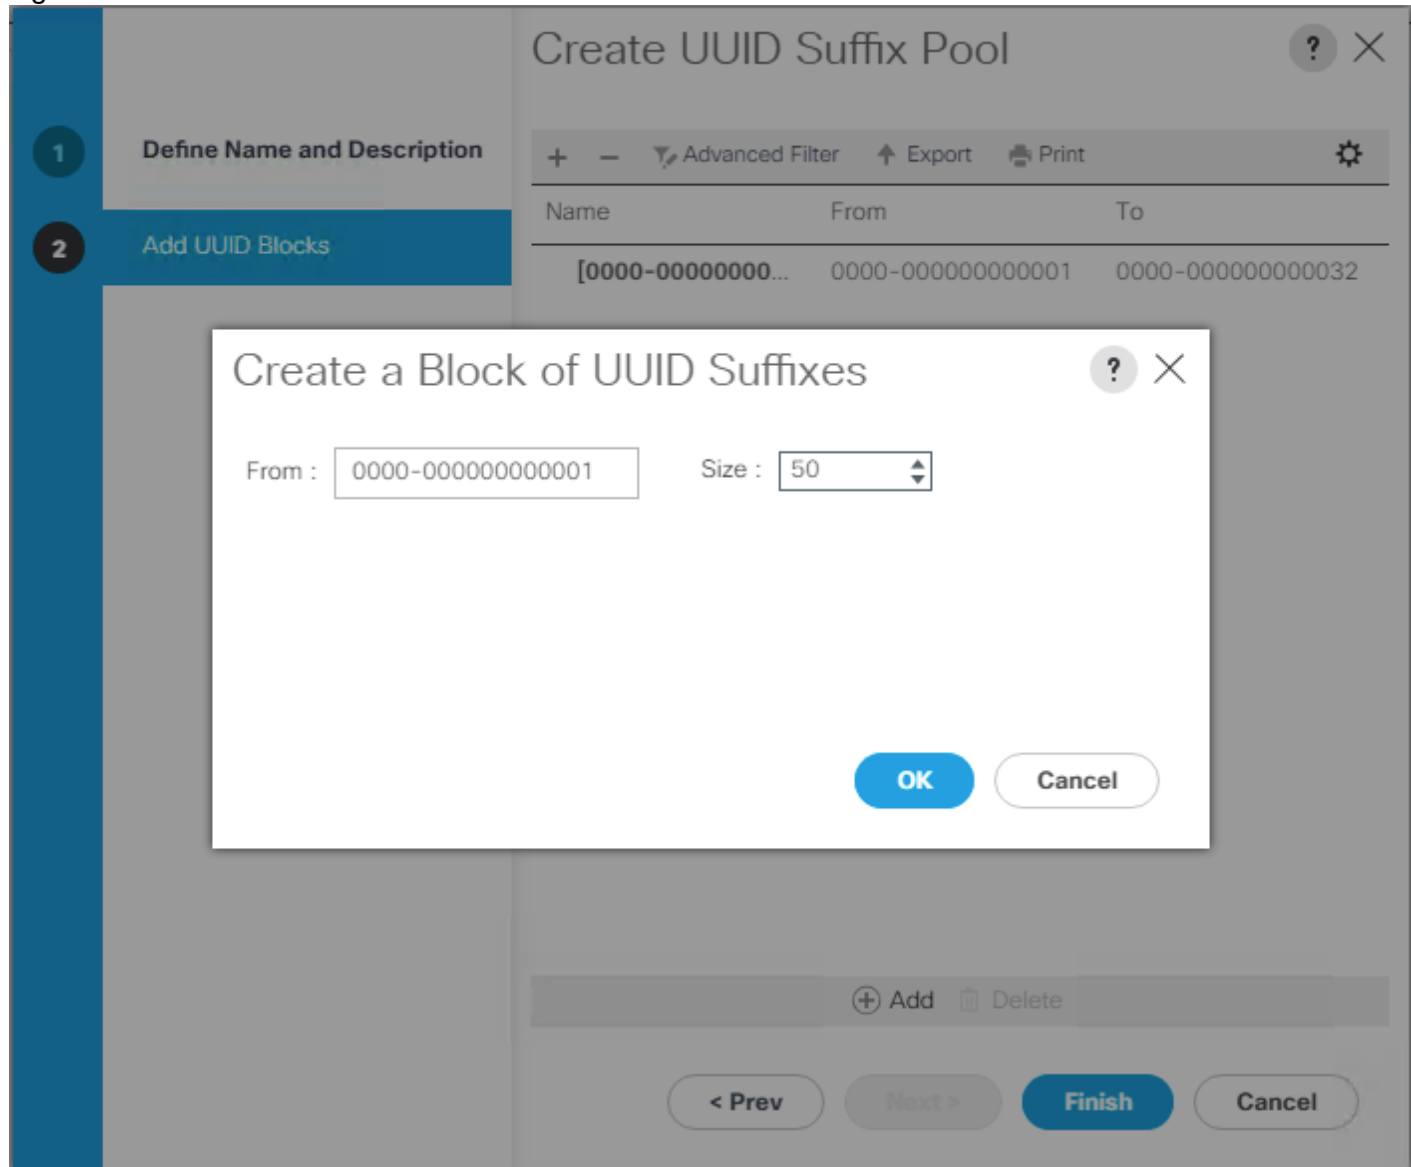 Create UUID Suffix Pool ? ×
1 Define Name and Description
+ − Advanced Filter Export Print
Name From To
2 Add UUID Blocks
[0000-00000000... 0000-000000000001 0000-000000000032
Create a Block of UUID Suffixes ? ×
From : 0000-000000000001 Size : 50
OK Cancel
Add Delete
< Prev Next > Finish Cancel